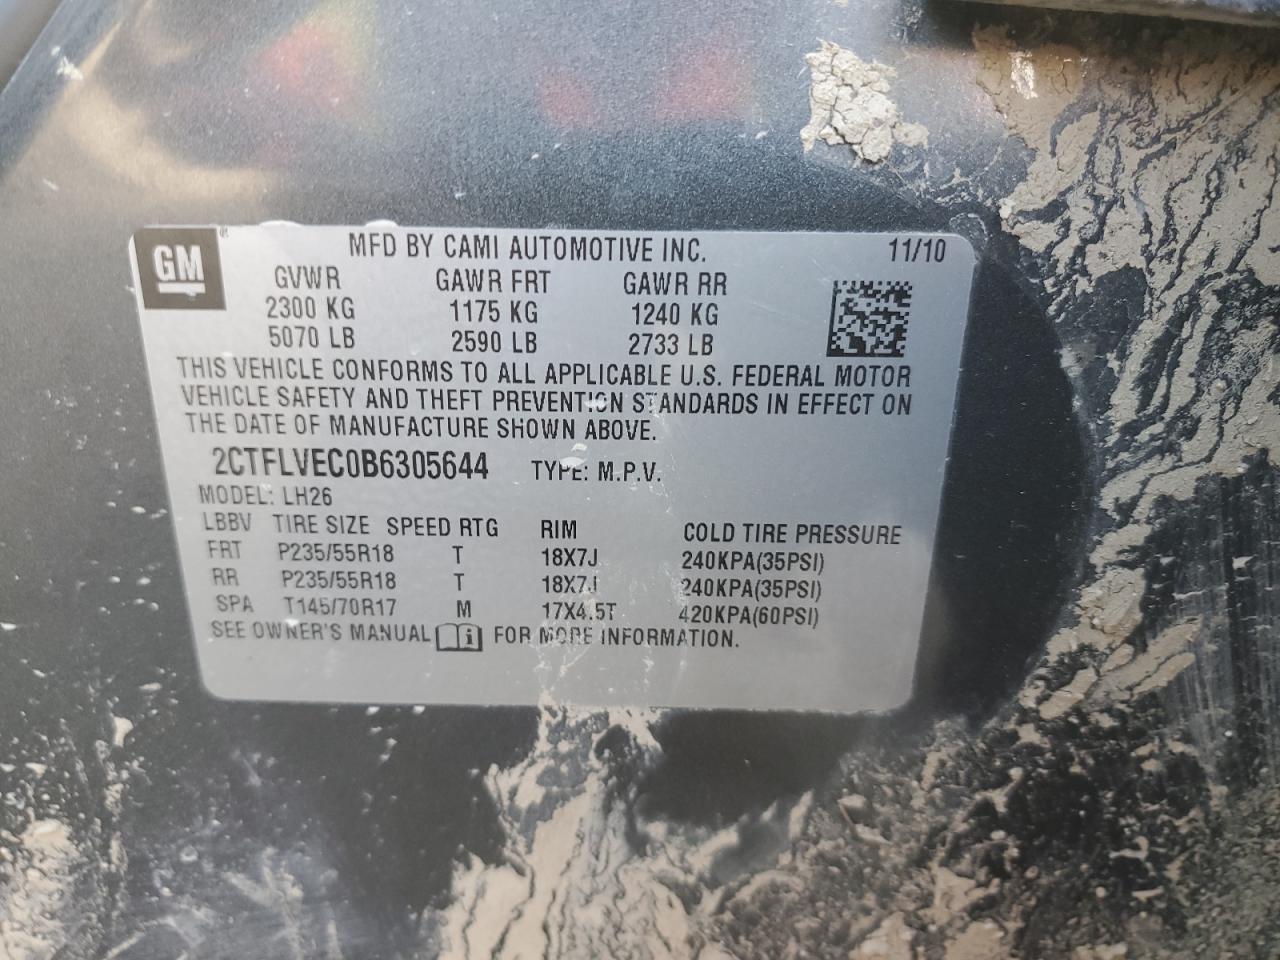 GM®
MFD BY CAMI AUTOMOTIVE INC. 11/10
GVWR GAWR FRT GAWR RR
2300 KG 1175 KG 1240 KG
5070 LB 2590 LB 2733 LB
THIS VEHICLE CONFORMS TO ALL APPLICABLE U.S. FEDERAL MOTOR
VEHICLE SAFETY AND THEFT PREVENTION STANDARDS IN EFFECT ON
THE DATE OF MANUFACTURE SHOWN ABOVE.
2CTFLVEC0B6305644 TYPE: M.P.V.
MODEL: LH26
LBBV TIRE SIZE SPEED RTG RIM COLD TIRE PRESSURE
FRT P235/55R18 T 18X7J 240KPA(35PSI)
RR P235/55R18 T 18X7J 240KPA(35PSI)
SPA T145/70R17 M 17X4.5T 420KPA(60PSI)
SEE OWNER'S MANUAL i FOR MORE INFORMATION.